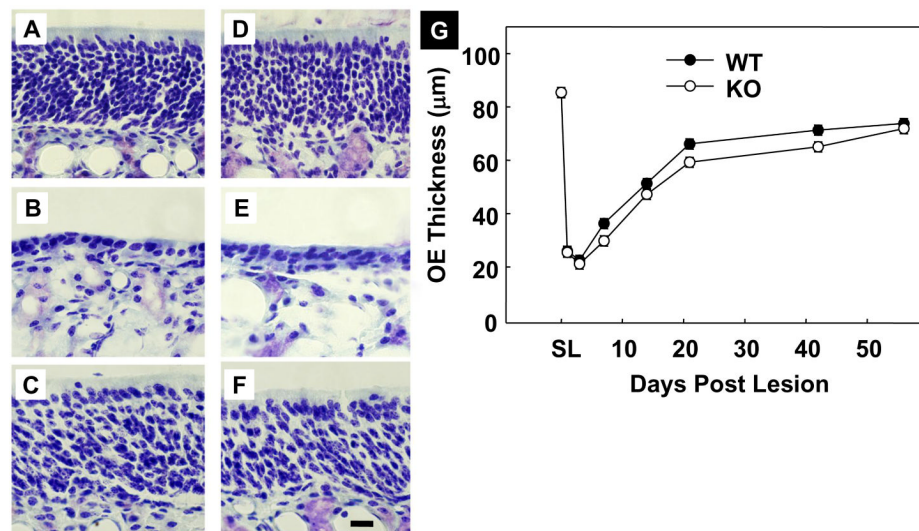 A
D
G
B
E
C
F
100
80
60
40
20
0
OE Thickness (μm)
WT
KO
SL 10 20 30 40 50
Days Post Lesion